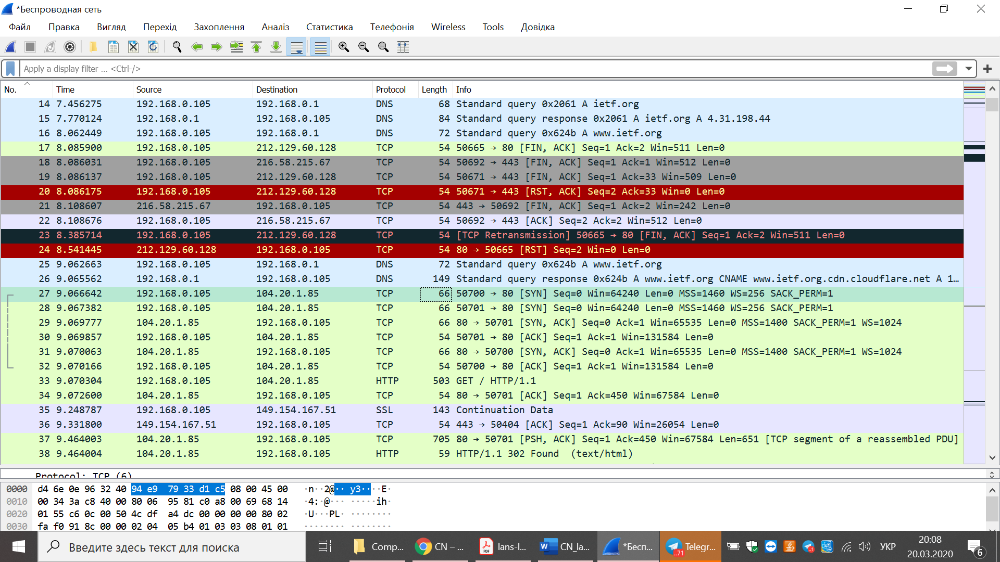 *Беспроводная сеть
Файл Правка Вигляд Перехід Захоплення Аналіз Статистика Телефонія Wireless Tools Довідка
Apply a display filter ... <Ctrl-/>
No. Time Source Destination Protocol Length Info
14 7.456275 192.168.0.105 192.168.0.1 DNS 68 Standard query 0x2061 A ietf.org
15 7.770124 192.168.0.1 192.168.0.105 DNS 84 Standard query response 0x2061 A ietf.org A 4.31.198.44
16 8.062449 192.168.0.105 192.168.0.1 DNS 72 Standard query 0x624b A www.ietf.org
17 8.085900 192.168.0.105 212.129.60.128 TCP 54 50665 → 80 [FIN, ACK] Seq=1 Ack=2 Win=511 Len=0
18 8.086031 192.168.0.105 216.58.215.67 TCP 54 50692 → 443 [FIN, ACK] Seq=1 Ack=1 Win=512 Len=0
19 8.086137 192.168.0.105 212.129.60.128 TCP 54 50671 → 443 [FIN, ACK] Seq=1 Ack=33 Win=509 Len=0
20 8.086175 192.168.0.105 212.129.60.128 TCP 54 50671 → 443 [RST, ACK] Seq=2 Ack=33 Win=0 Len=0
21 8.108607 216.58.215.67 192.168.0.105 TCP 54 443 → 50692 [FIN, ACK] Seq=1 Ack=2 Win=242 Len=0
22 8.108676 192.168.0.105 216.58.215.67 TCP 54 50692 → 443 [ACK] Seq=2 Ack=2 Win=512 Len=0
23 8.385714 192.168.0.105 212.129.60.128 TCP 54 [TCP Retransmission] 50665 → 80 [FIN, ACK] Seq=1 Ack=2 Win=511 Len=0
24 8.541445 212.129.60.128 192.168.0.105 TCP 54 80 → 50665 [RST] Seq=2 Win=0 Len=0
25 9.062663 192.168.0.105 192.168.0.1 DNS 72 Standard query 0x624b A www.ietf.org
26 9.065562 192.168.0.1 192.168.0.105 DNS 149 Standard query response 0x624b A www.ietf.org CNAME www.ietf.org.cdn.cloudflare.net A 1…
27 9.066642 192.168.0.105 104.20.1.85 TCP 66 50700 → 80 [SYN] Seq=0 Win=64240 Len=0 MSS=1460 WS=256 SACK_PERM=1
28 9.067382 192.168.0.105 104.20.1.85 TCP 66 50701 → 80 [SYN] Seq=0 Win=64240 Len=0 MSS=1460 WS=256 SACK_PERM=1
29 9.069777 104.20.1.85 192.168.0.105 TCP 66 80 → 50701 [SYN, ACK] Seq=0 Ack=1 Win=65535 Len=0 MSS=1400 SACK_PERM=1 WS=1024
30 9.069857 192.168.0.105 104.20.1.85 TCP 54 50701 → 80 [ACK] Seq=1 Ack=1 Win=131584 Len=0
31 9.070063 104.20.1.85 192.168.0.105 TCP 66 80 → 50700 [SYN, ACK] Seq=0 Ack=1 Win=65535 Len=0 MSS=1400 SACK_PERM=1 WS=1024
32 9.070166 192.168.0.105 104.20.1.85 TCP 54 50700 → 80 [ACK] Seq=1 Ack=1 Win=131584 Len=0
33 9.070304 192.168.0.105 104.20.1.85 HTTP 503 GET / HTTP/1.1
34 9.072600 104.20.1.85 192.168.0.105 TCP 54 80 → 50701 [ACK] Seq=1 Ack=450 Win=67584 Len=0
35 9.248787 192.168.0.105 149.154.167.51 SSL 143 Continuation Data
36 9.331800 149.154.167.51 192.168.0.105 TCP 54 443 → 50404 [ACK] Seq=1 Ack=90 Win=26054 Len=0
37 9.464003 104.20.1.85 192.168.0.105 TCP 705 80 → 50701 [PSH, ACK] Seq=1 Ack=450 Win=67584 Len=651 [TCP segment of a reassembled PDU]
38 9.464004 104.20.1.85 192.168.0.105 HTTP 59 HTTP/1.1 302 Found (text/html)
Protocol: TCP (6)
0000 d4 6e 0e 96 32 40 94 e9 79 33 d1 c5 08 00 45 00 ·n··2@·· y3····E·
0010 00 34 3a c8 40 00 80 06 95 81 c0 a8 00 69 68 14 ·4:·@··· ·····ih·
0020 01 55 c6 0c 00 50 4c df a4 dc 00 00 00 00 80 02 ·U···PL· ········
0030 fa f0 91 8c 00 00 02 04 05 b4 01 03 03 08 01 01 ········ ········
Введите здесь текст для поиска Comp... CN – ... lans-l... CN_la... *Бесп... ..71 Telegr... УКР 20:08
20.03.2020 6